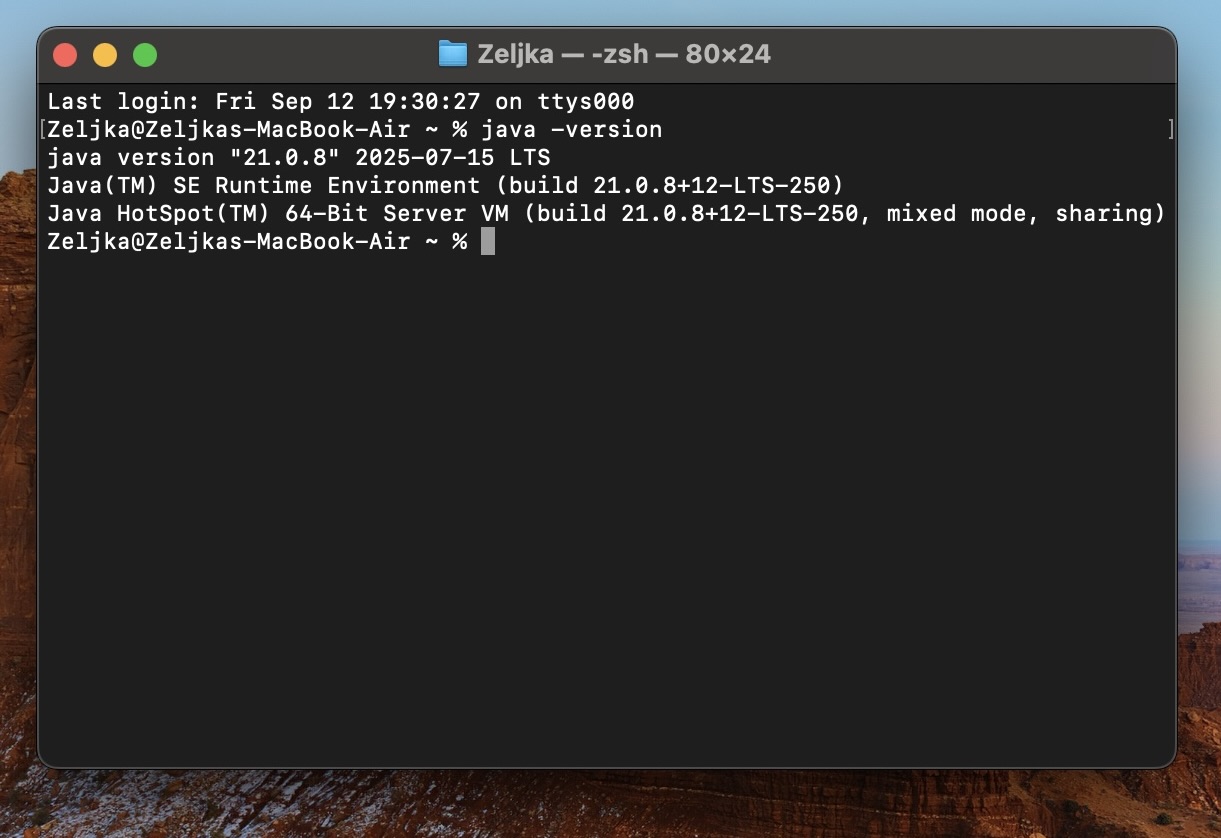 Zeljka — -zsh — 80×24
Last login: Fri Sep 12 19:30:27 on ttys000
[Zeljka@Zeljkas-MacBook-Air ~ % java -version ]
java version "21.0.8" 2025-07-15 LTS
Java(TM) SE Runtime Environment (build 21.0.8+12-LTS-250)
Java HotSpot(TM) 64-Bit Server VM (build 21.0.8+12-LTS-250, mixed mode, sharing)
Zeljka@Zeljkas-MacBook-Air ~ %